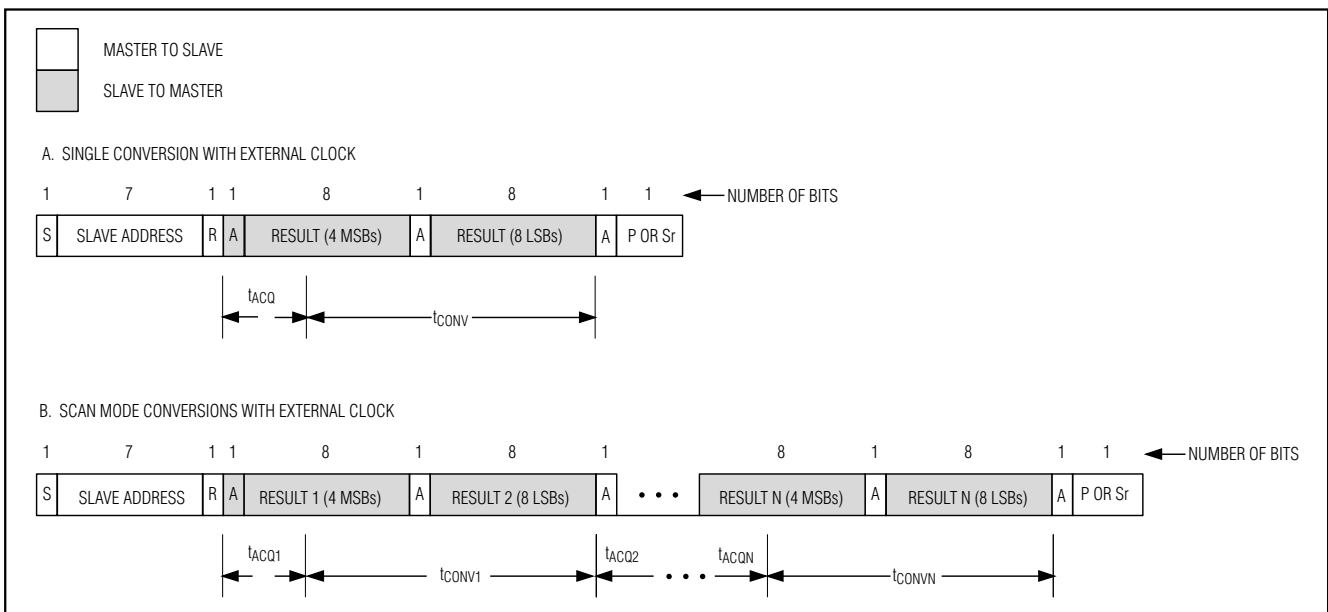 MASTER TO SLAVE
SLAVE TO MASTER
A. SINGLE CONVERSION WITH EXTERNAL CLOCK
1 7 1 1 8 1 8 1 1 NUMBER OF BITS
S SLAVE ADDRESS R A RESULT (4 MSBs) A RESULT (8 LSBs) A P OR Sr
tACQ
tCONV
B. SCAN MODE CONVERSIONS WITH EXTERNAL CLOCK
1 7 1 1 8 1 8 1 8 1 8 1 1 NUMBER OF BITS
S SLAVE ADDRESS R A RESULT 1 (4 MSBs) A RESULT 2 (8 LSBs) A • • • RESULT N (4 MSBs) A RESULT N (8 LSBs) A P OR Sr
tACQ1 tACQ2 tACQN
tCONV1 • • • tCONVN